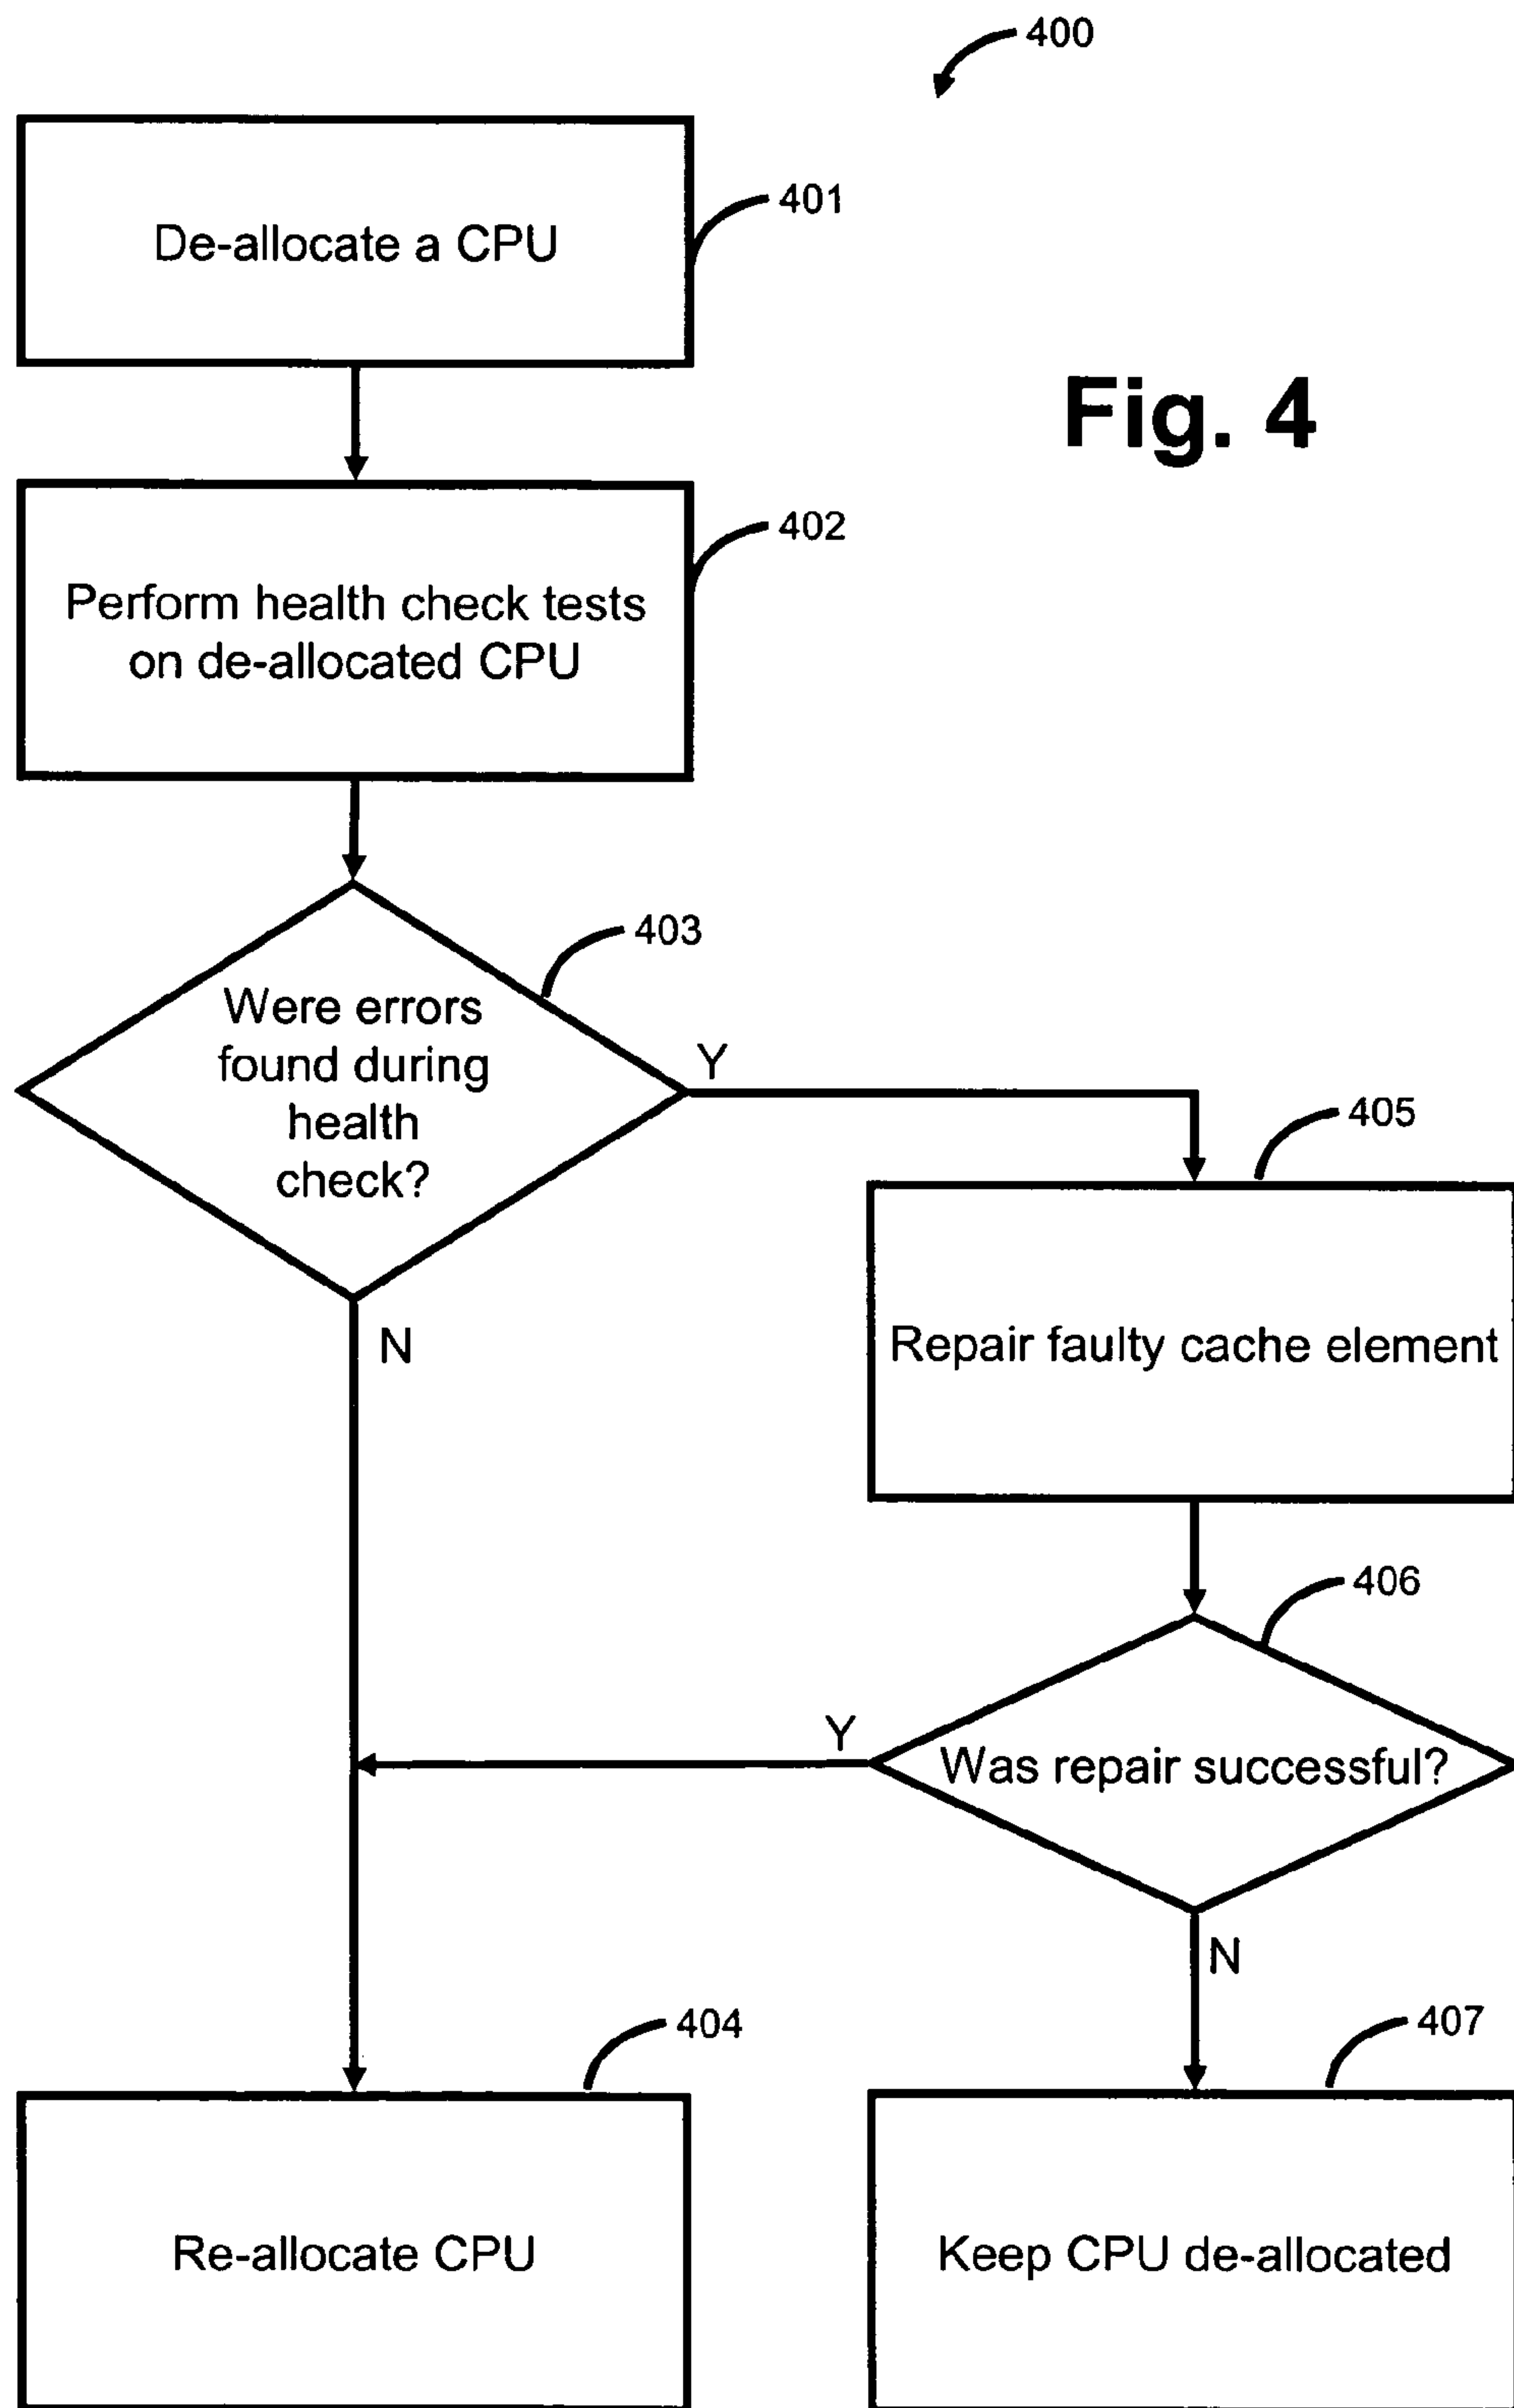 400
De-allocate a CPU
401
Fig. 4
Perform health check tests
on de-allocated CPU
402
Were errors
found during
health
check?
403
Y
N
405
Repair faulty cache element
406
Was repair successful?
Y
N
404
Re-allocate CPU
407
Keep CPU de-allocated